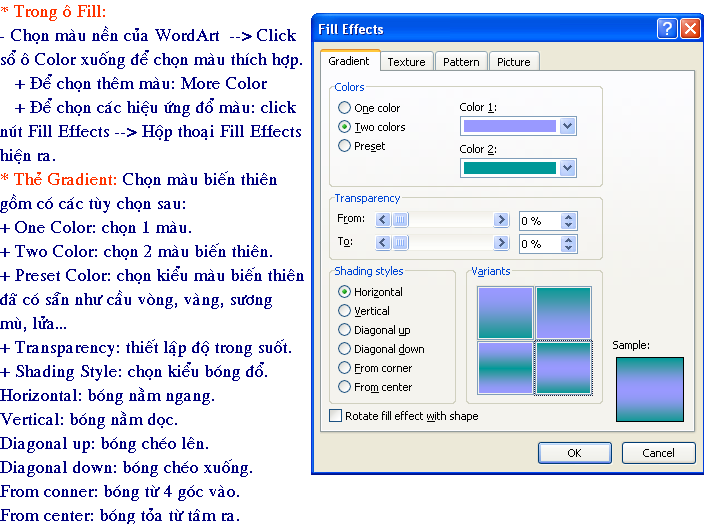 * Trong ô Fill:
- Chọn màu nền của WordArt --> Click
sổ ô Color xuống để chọn màu thích hợp.
+ Để chọn thêm màu: More Color
+ Để chọn các hiệu ứng đổ màu: click
nút Fill Effects --> Hộp thoại Fill Effects
hiện ra.
* Thẻ Gradient: Chọn màu biến thiên
gồm có các tùy chọn sau:
+ One Color: chọn 1 màu.
+ Two Color: chọn 2 màu biến thiên.
+ Preset Color: chọn kiểu màu biến thiên
đã có sẵn như cầu vòng, vàng, sương
mù, lửa...
+ Transparency: thiết lập độ trong suốt.
+ Shading Style: chọn kiểu bóng đổ.
Horizontal: bóng nằm ngang.
Vertical: bóng nằm dọc.
Diagonal up: bóng chéo lên.
Diagonal down: bóng chéo xuống.
From conner: bóng từ 4 góc vào.
From center: bóng tỏa từ tâm ra.
Fill Effects
Gradient Texture Pattern Picture
Colors
One color
Two colors
Preset
Color 1:
Color 2:
Transparency
From: 0 %
To: 0 %
Shading styles
Horizontal
Vertical
Diagonal up
Diagonal down
From corner
From center
Variants
Sample:
Rotate fill effect with shape
OK Cancel